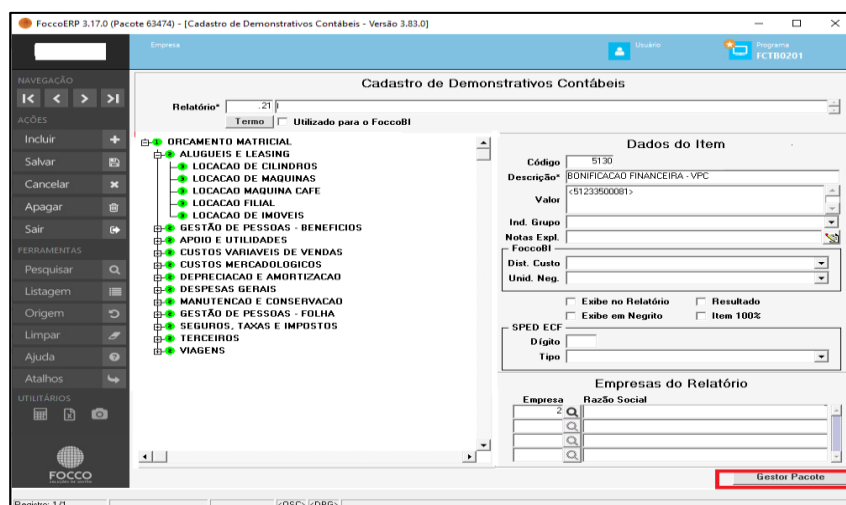 FoccoERP 3.17.0 (Pacote 63474) - [Cadastro de Demonstrativos Contábeis - Versão 3.83.0]
Empresa
Usuário
Programa
FCTB0201
NAVEGAÇÃO
AÇÕES
Incluir
Salvar
Cancelar
Apagar
Sair
FERRAMENTAS
Pesquisar
Listagem
Origem
Limpar
Ajuda
Atalhos
UTILITÁRIOS
FOCCO
Cadastro de Demonstrativos Contábeis
Relatório* .21
Termo Utilizado para o FoccoBI
ORCAMENTO MATRICIAL
ALUGUEIS E LEASING
LOCACAO DE CILINDROS
LOCACAO DE MAQUINAS
LOCACAO MAQUINA CAFE
LOCACAO FILIAL
LOCACAO DE IMOVEIS
GESTÃO DE PESSOAS - BENEFICIOS
APOIO E UTILIDADES
CUSTOS VARIAVEIS DE VENDAS
CUSTOS MERCADOLOGICOS
DEPRECIACAO E AMORTIZACAO
DESPESAS GERAIS
MANUTENCAO E CONSERVACAO
GESTÃO DE PESSOAS - FOLHA
SEGUROS, TAXAS E IMPOSTOS
TERCEIROS
VIAGENS
Dados do Item
Código 5130
Descrição* BONIFICACAO FINANCEIRA - VPC
Valor <51233500081>
Ind. Grupo
Notas Expl.
FoccoBI
Dist. Custo
Unid. Neg.
Exibe no Relatório Resultado
Exibe em Negrito Item 100%
SPED ECF
Dígito
Tipo
Empresas do Relatório
Empresa Razão Social
2
Gestor Pacote
Registro: 1/1 <OSC> <DBG>